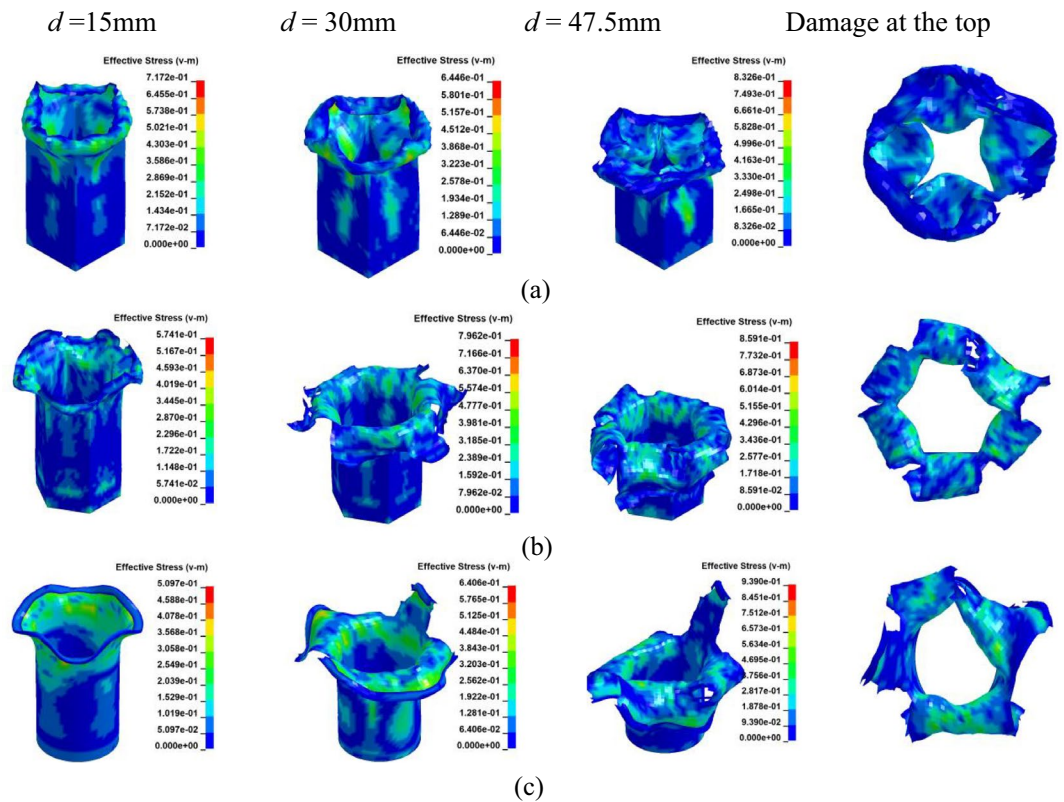 d =15mm d = 30mm d = 47.5mm Damage at the top
Effective Stress (v-m)
7.172e-01
6.455e-01
5.738e-01
5.021e-01
4.303e-01
3.586e-01
2.869e-01
2.152e-01
1.434e-01
7.172e-02
0.000e+00
Effective Stress (v-m)
6.446e-01
5.801e-01
5.157e-01
4.512e-01
3.868e-01
3.223e-01
2.578e-01
1.934e-01
1.289e-01
6.446e-02
0.000e+00
Effective Stress (v-m)
8.326e-01
7.493e-01
6.661e-01
5.828e-01
4.996e-01
4.163e-01
3.330e-01
2.498e-01
1.665e-01
8.326e-02
0.000e+00
(a)
Effective Stress (v-m)
5.741e-01
5.167e-01
4.593e-01
4.019e-01
3.445e-01
2.870e-01
2.296e-01
1.722e-01
1.148e-01
5.741e-02
0.000e+00
Effective Stress (v-m)
7.962e-01
7.166e-01
6.370e-01
5.574e-01
4.777e-01
3.981e-01
3.185e-01
2.389e-01
1.592e-01
7.962e-02
0.000e+00
Effective Stress (v-m)
8.591e-01
7.732e-01
6.873e-01
6.014e-01
5.155e-01
4.296e-01
3.436e-01
2.577e-01
1.718e-01
8.591e-02
0.000e+00
(b)
Effective Stress (v-m)
5.097e-01
4.588e-01
4.078e-01
3.568e-01
3.058e-01
2.549e-01
2.039e-01
1.529e-01
1.019e-01
5.097e-02
0.000e+00
Effective Stress (v-m)
6.406e-01
5.765e-01
5.125e-01
4.484e-01
3.843e-01
3.203e-01
2.562e-01
1.922e-01
1.281e-01
6.406e-02
0.000e+00
Effective Stress (v-m)
9.390e-01
8.451e-01
7.512e-01
6.573e-01
5.634e-01
4.695e-01
3.756e-01
2.817e-01
1.878e-01
9.390e-02
0.000e+00
(c)